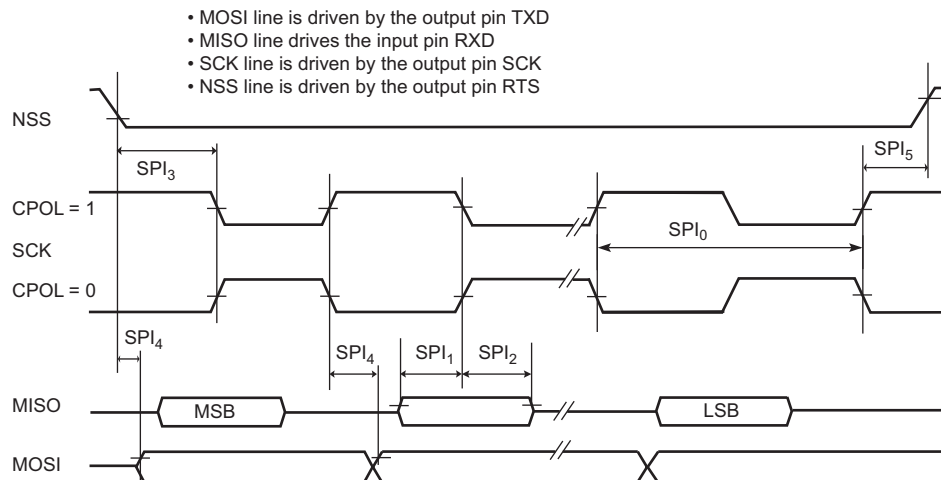 • MOSI line is driven by the output pin TXD
• MISO line drives the input pin RXD
• SCK line is driven by the output pin SCK
• NSS line is driven by the output pin RTS
NSS
SPI3
SPI5
CPOL = 1
SCK
SPI0
CPOL = 0
SPI4
SPI4
SPI1
SPI2
MISO
MSB
LSB
MOSI